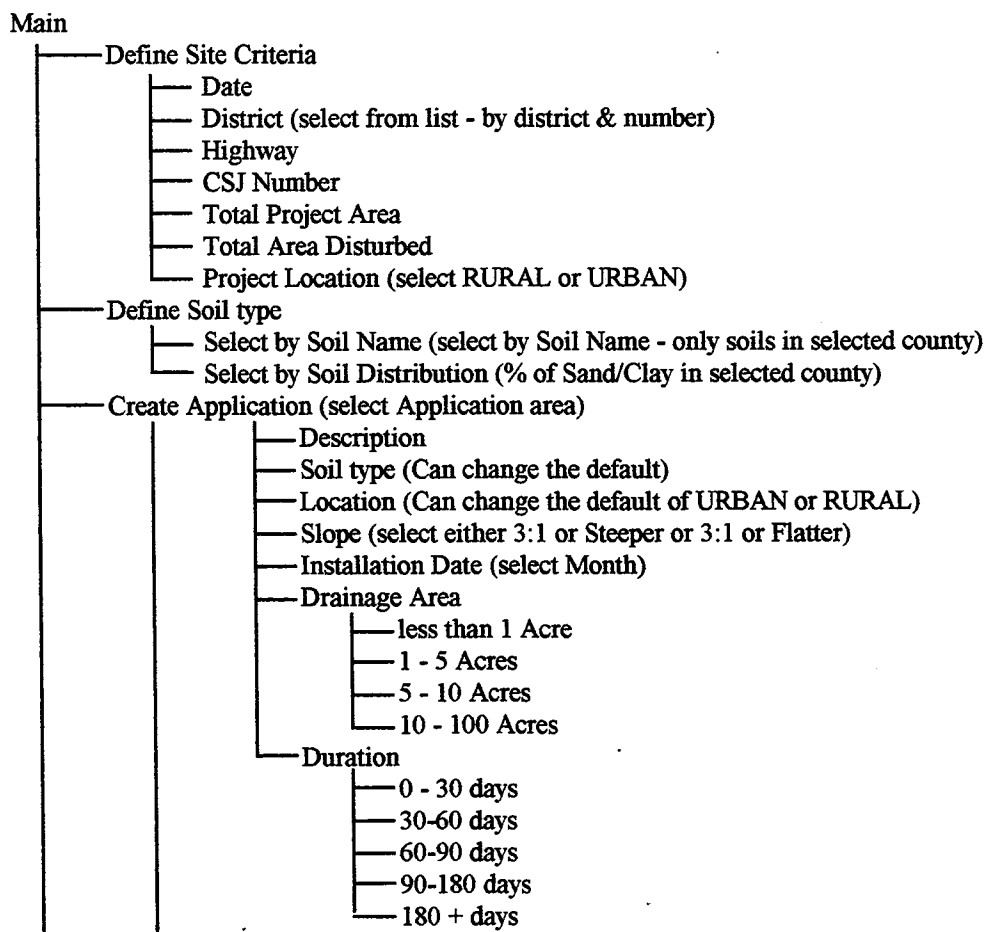 Main
Define Site Criteria
Date
District (select from list - by district & number)
Highway
CSJ Number
Total Project Area
Total Area Disturbed
Project Location (select RURAL or URBAN)
Define Soil type
Select by Soil Name (select by Soil Name - only soils in selected county)
Select by Soil Distribution (% of Sand/Clay in selected county)
Create Application (select Application area)
Description
Soil type (Can change the default)
Location (Can change the default of URBAN or RURAL)
Slope (select either 3:1 or Steeper or 3:1 or Flatter)
Installation Date (select Month)
Drainage Area
less than 1 Acre
1 - 5 Acres
5 - 10 Acres
10 - 100 Acres
Duration
0 - 30 days
30-60 days
60-90 days
90-180 days
180 + days